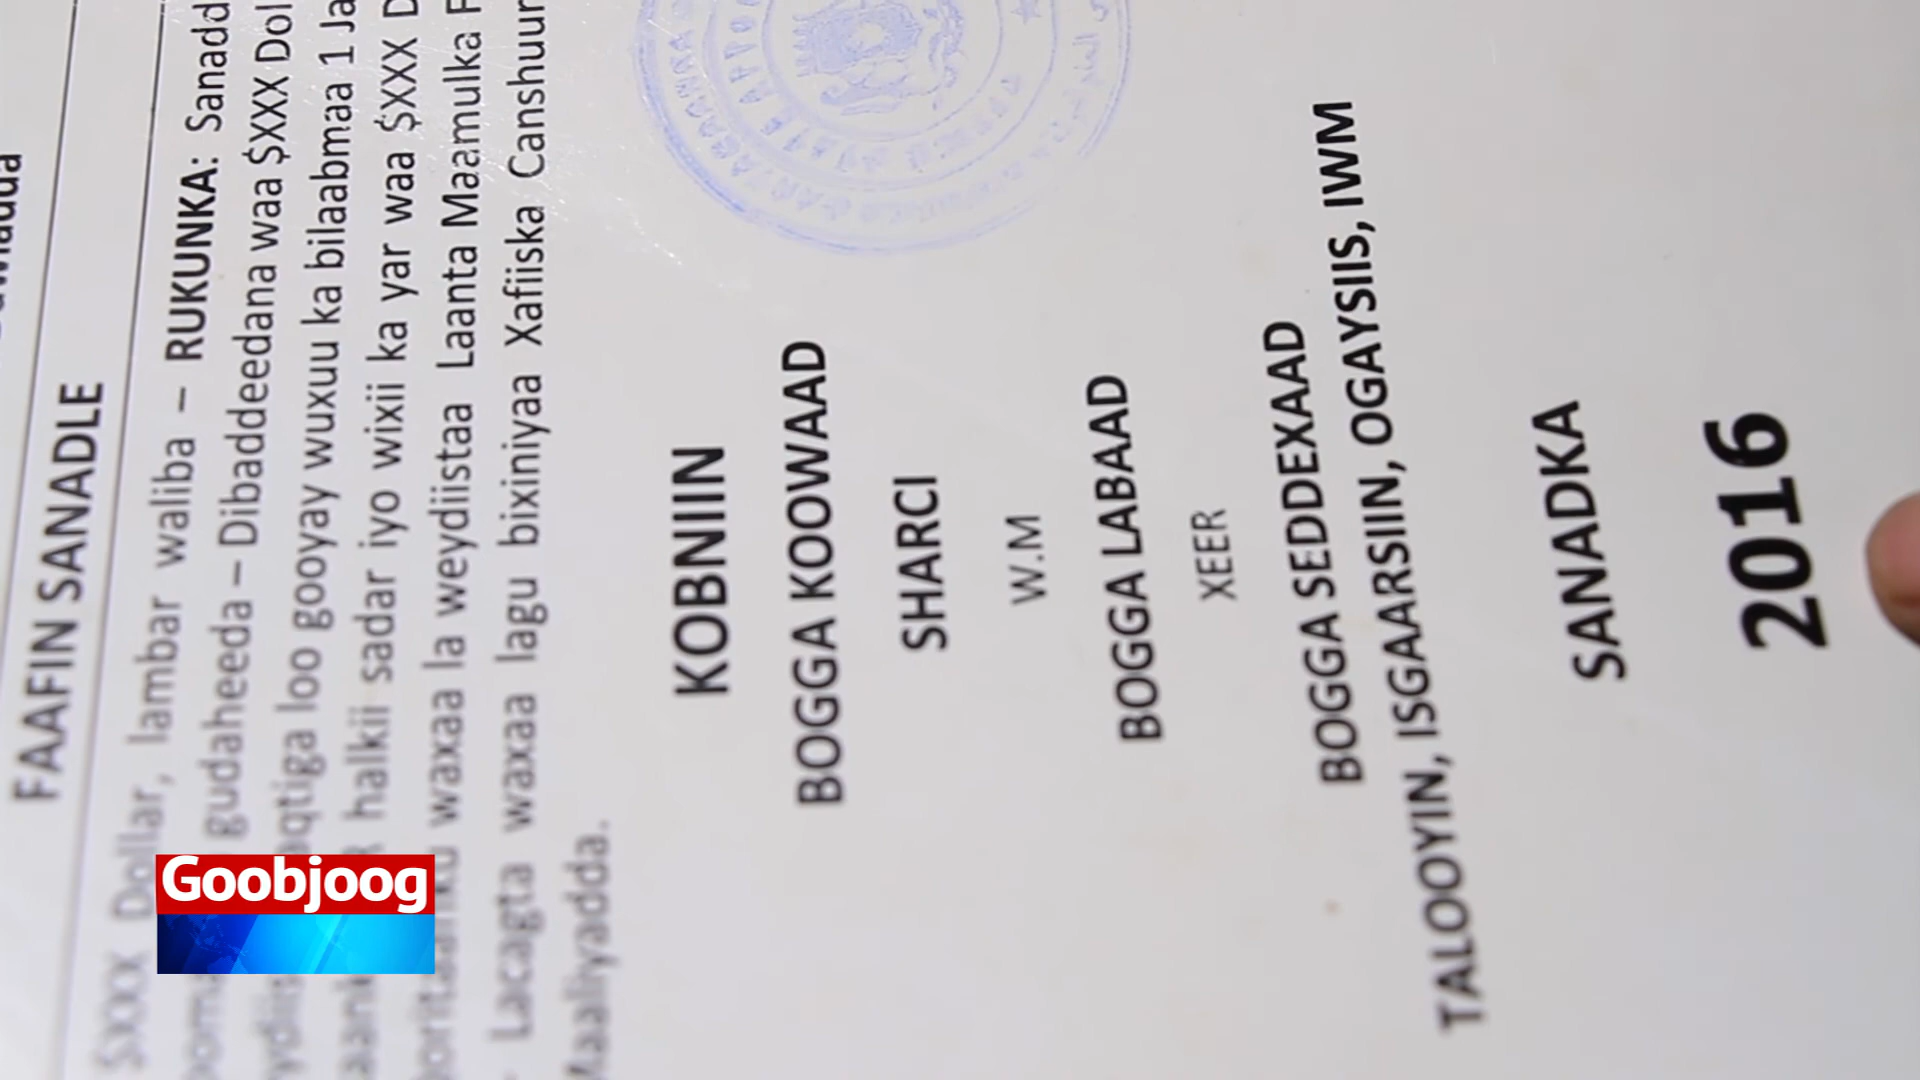 FAAFIN SANADLE
$XXX Dollar, lambar waliba – RUKUNKA: Sanadd
gudaheeda – Dibaddeedana waa $XXX Dol
loo gooyay wuxuu ka bilaabmaa 1 Ja
halkii sadar iyo wixii ka yar waa $XXX D
waxaa la weydiistaa Laanta Maamulka F
Lacagta waxaa lagu bixiniyaa Xafiiska Canshuur
Maaliyadda.
KOBNIIN
BOGGA KOOWAAD
SHARCI
W.M
BOGGA LABAAD
XEER
BOGGA SEDDEXAAD
TALOOYIN, ISGAARSIIN, OGAYSIIS, IWM
SANADKA
2016
Goobjoog